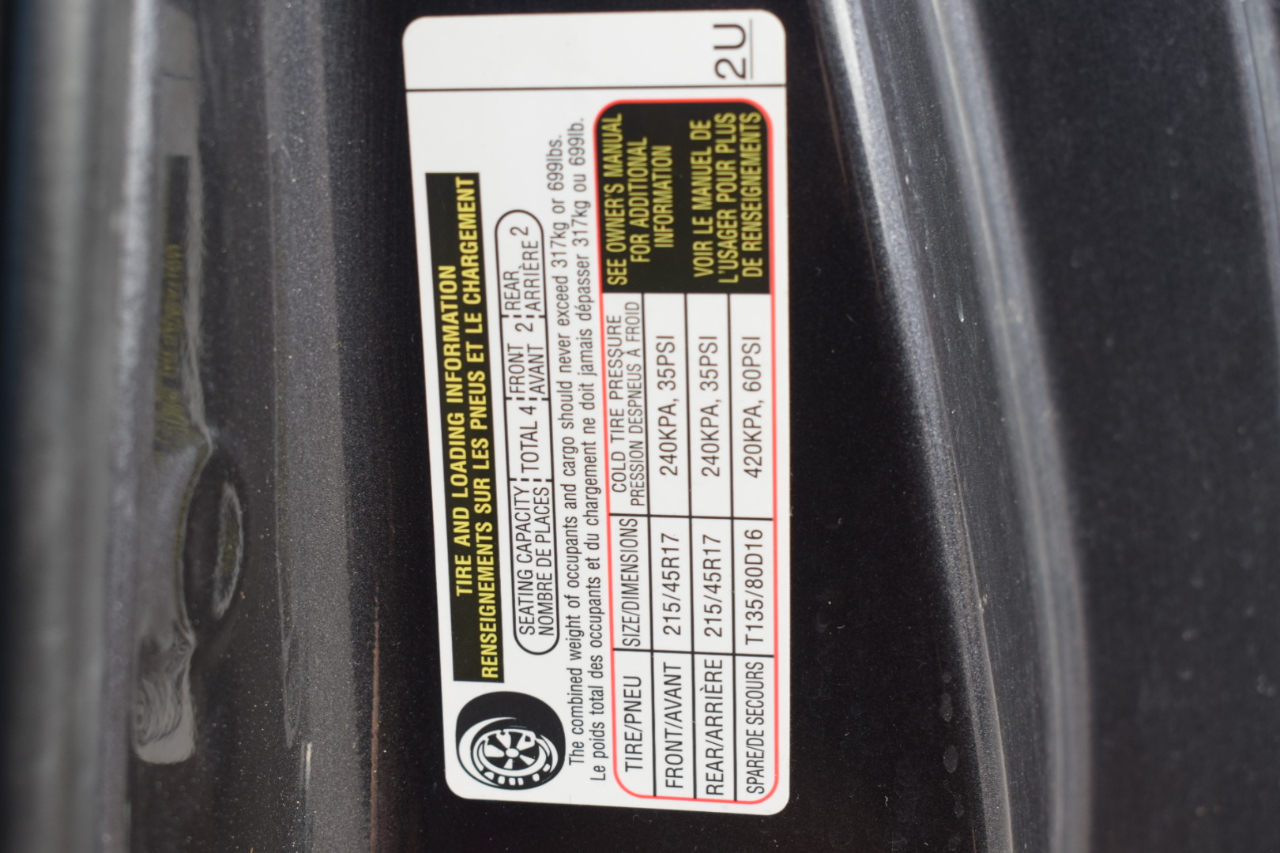 2U
TIRE AND LOADING INFORMATION
RENSEIGNEMENTS SUR LES PNEUS ET LE CHARGEMENT
SEATING CAPACITY TOTAL 4 FRONT 2 REAR 2
NOMBRE DE PLACES AVANT ARRIÈRE
The combined weight of occupants and cargo should never exceed 317kg or 699lbs.
Le poids total des occupants et du chargement ne doit jamais dépasser 317kg ou 699lb.
TIRE/PNEU SIZE/DIMENSIONS COLD TIRE PRESSURE
PRESSION DESPNEUS À FROID
FRONT/AVANT 215/45R17 240KPA, 35PSI
REAR/ARRIÈRE 215/45R17 240KPA, 35PSI
SPARE/DE SECOURS T135/80D16 420KPA, 60PSI
SEE OWNER'S MANUAL
FOR ADDITIONAL
INFORMATION
VOIR LE MANUEL DE
L'USAGER POUR PLUS
DE RENSEIGNEMENTS